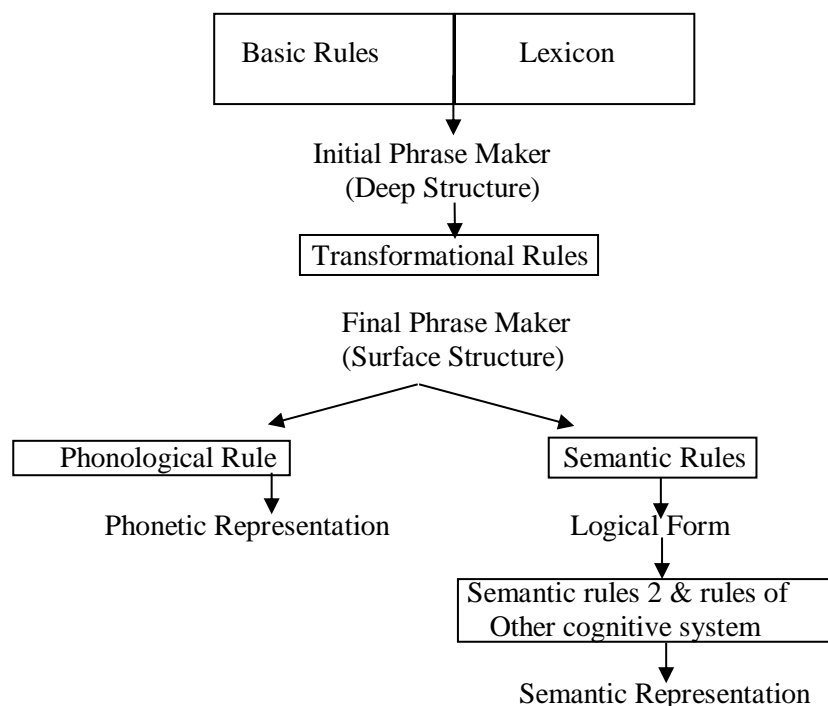 Basic Rules
Lexicon
Initial Phrase Maker
(Deep Structure)
Transformational Rules
Final Phrase Maker
(Surface Structure)
Phonological Rule
Semantic Rules
Phonetic Representation
Logical Form
Semantic rules 2 & rules of
Other cognitive system
Semantic Representation